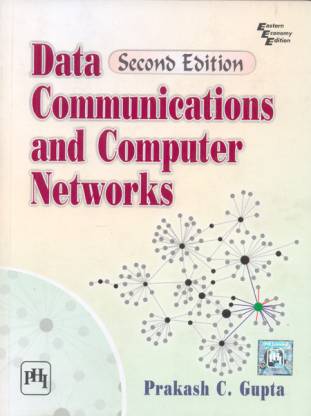 Eastern
Economy
Edition
Data Second Edition
Communications
and Computer
Networks
PHI
Prakash C. Gupta